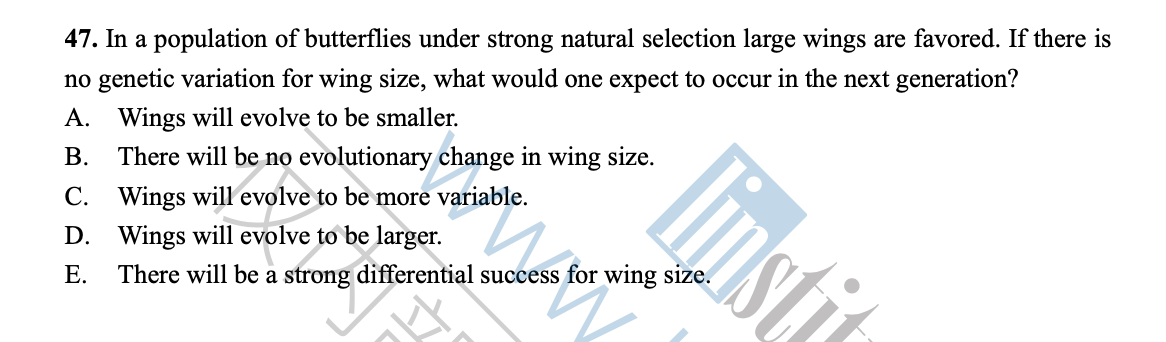 47. In a population of butterflies under strong natural selection large wings are favored. If there is
no genetic variation for wing size, what would one expect to occur in the next generation?
A. Wings will evolve to be smaller.
B. There will be no evolutionary change in wing size.
C. Wings will evolve to be more variable.
D. Wings will evolve to be larger.
E. There will be a strong differential success for wing size.
www.